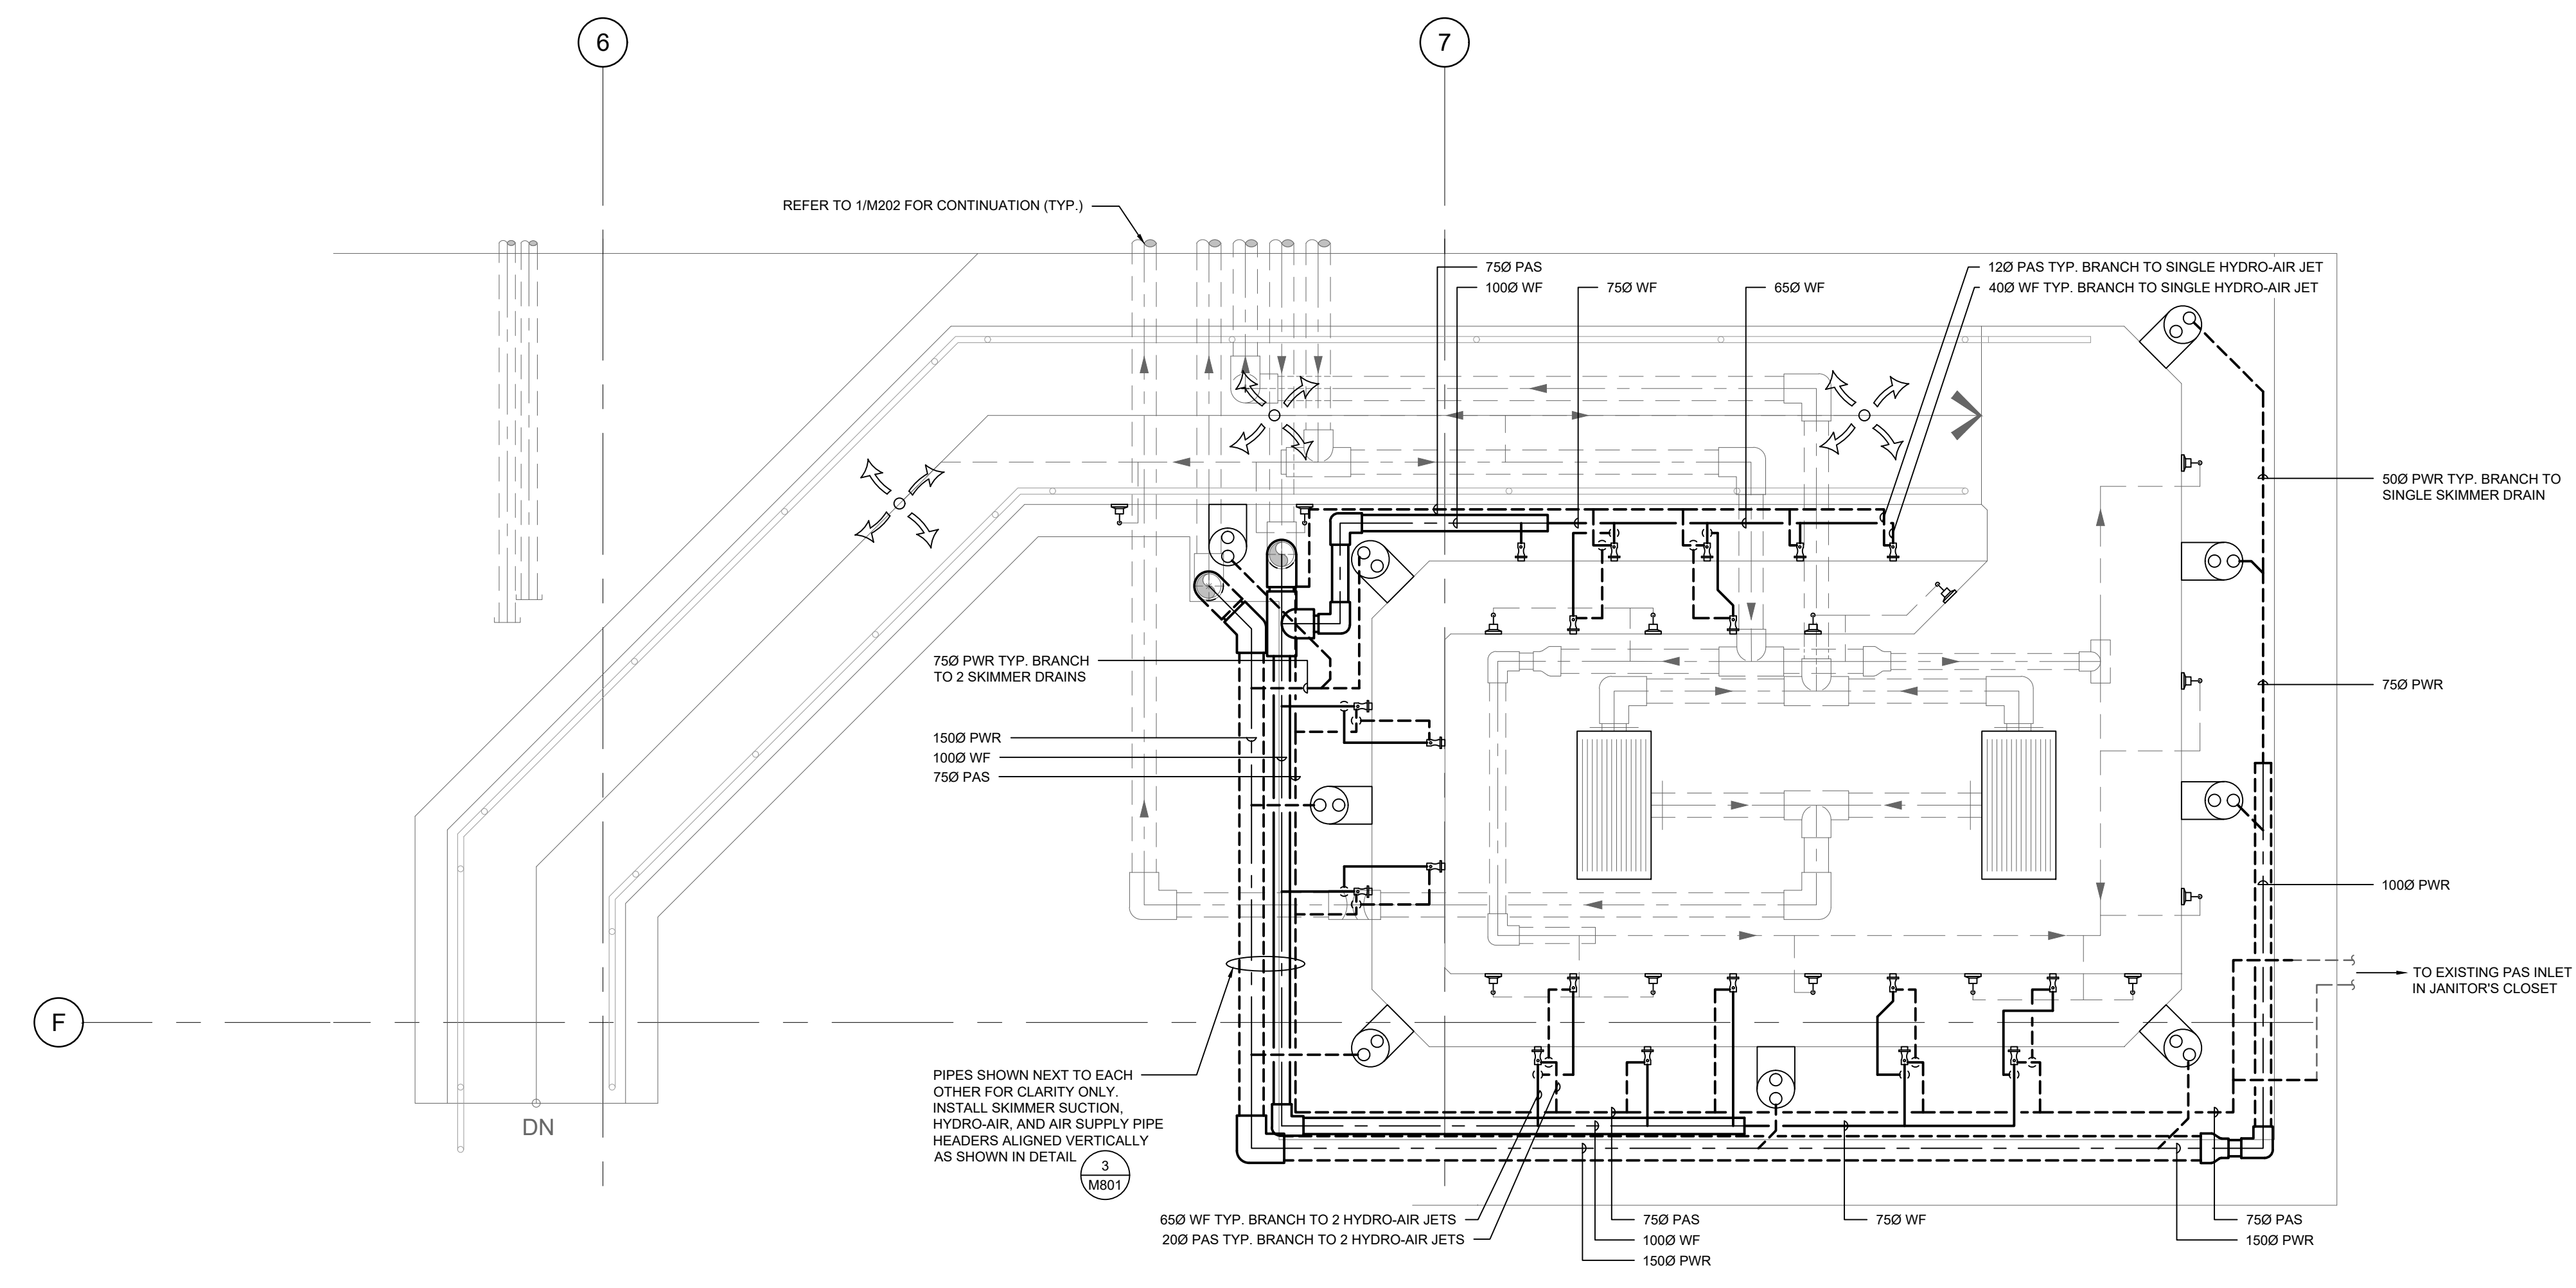 6
7
REFER TO 1/M202 FOR CONTINUATION (TYP.)
75Ø PAS
100Ø WF
75Ø WF
65Ø WF
12Ø PAS TYP. BRANCH TO SINGLE HYDRO-AIR JET
40Ø WF TYP. BRANCH TO SINGLE HYDRO-AIR JET
50Ø PWR TYP. BRANCH TO
SINGLE SKIMMER DRAIN
75Ø PWR TYP. BRANCH
TO 2 SKIMMER DRAINS
75Ø PWR
150Ø PWR
100Ø WF
75Ø PAS
100Ø PWR
TO EXISTING PAS INLET
IN JANITOR'S CLOSET
F
PIPES SHOWN NEXT TO EACH
OTHER FOR CLARITY ONLY.
INSTALL SKIMMER SUCTION,
HYDRO-AIR, AND AIR SUPPLY PIPE
HEADERS ALIGNED VERTICALLY
AS SHOWN IN DETAIL
3
M801
DN
65Ø WF TYP. BRANCH TO 2 HYDRO-AIR JETS
20Ø PAS TYP. BRANCH TO 2 HYDRO-AIR JETS
75Ø PAS
100Ø WF
150Ø PWR
75Ø WF
75Ø PAS
150Ø PWR